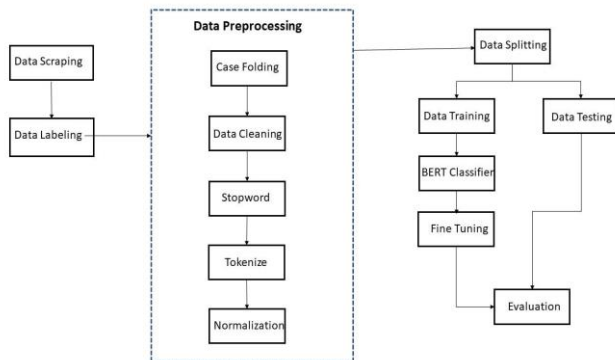 Data Scraping
Data Labeling
Data Preprocessing
Case Folding
Data Cleaning
Stopword
Tokenize
Normalization
Data Splitting
Data Training
Data Testing
BERT Classifier
Fine Tuning
Evaluation